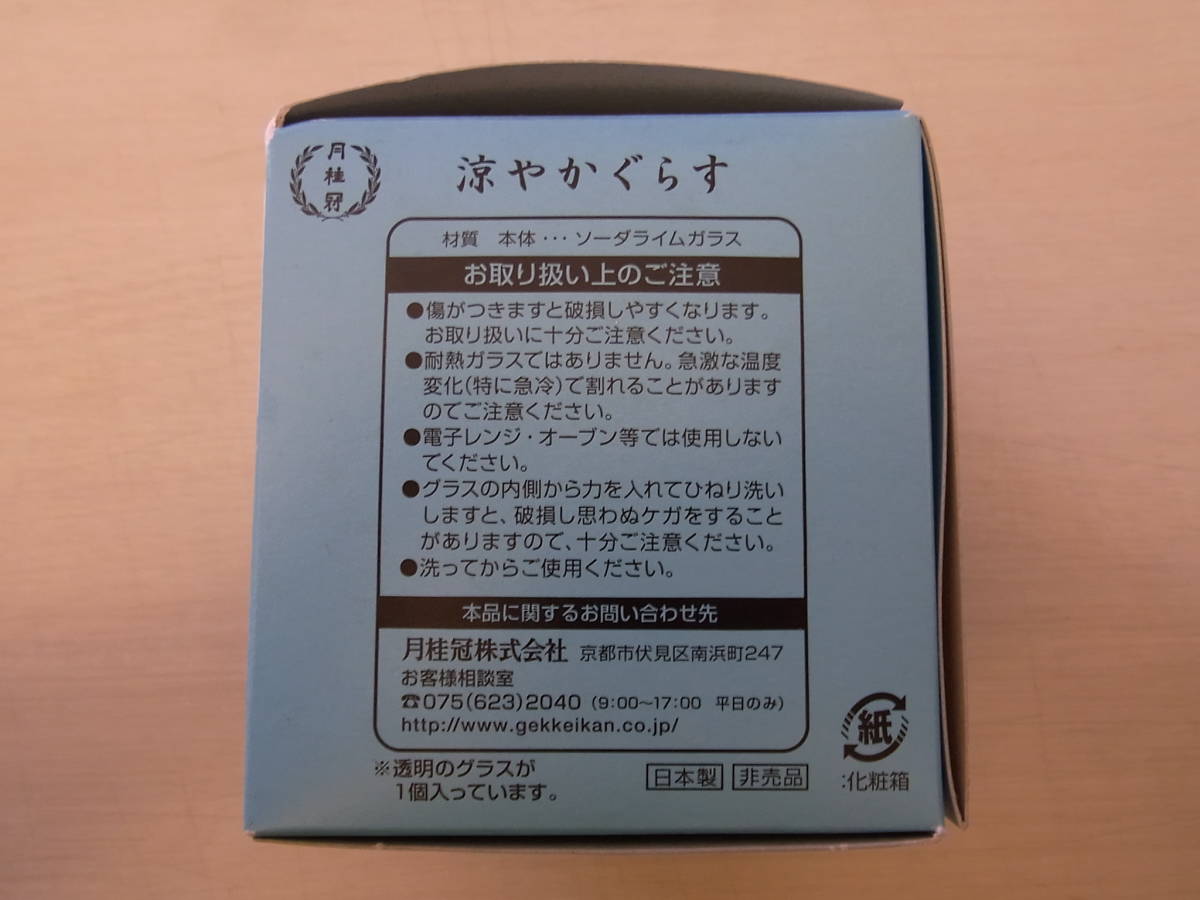 月桂冠
涼やかぐらす
材質　本体･･･ソーダライムガラス
お取り扱い上のご注意
●傷がつきますと破損しやすくなります。
お取り扱いに十分ご注意ください。
●耐熱ガラスではありません。急激な温度
変化(特に急冷)で割れることがあります
のでご注意ください。
●電子レンジ・オーブン等では使用しない
でください。
●グラスの内側から力を入れてひねり洗い
しますと、破損し思わぬケガをすること
がありますので、十分ご注意ください。
●洗ってからご使用ください。
本品に関するお問い合わせ先
月桂冠株式会社 京都市伏見区南浜町247
お客様相談室
☎075(623)2040 (9:00～17:00　平日のみ)
http://www.gekkeikan.co.jp/
※透明のグラスが
1個入っています。
日本製 非売品
紙
:化粧箱